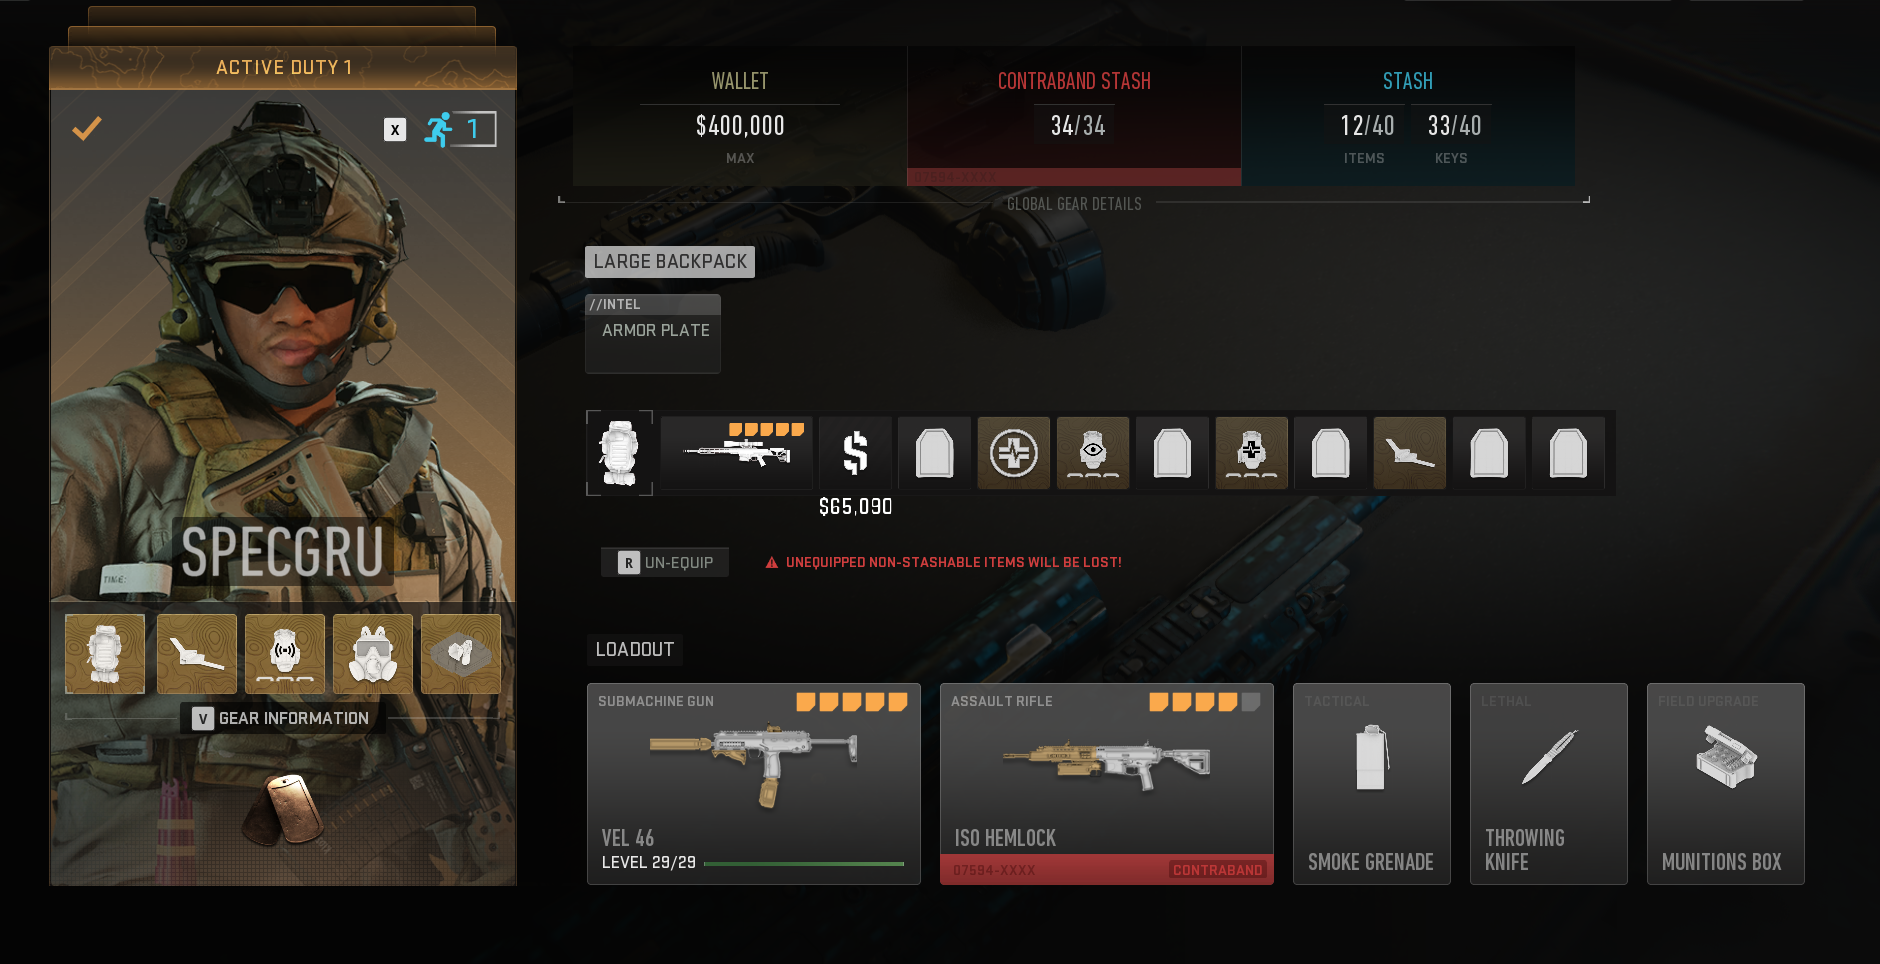 ACTIVE DUTY 1
X
1
WALLET
$400,000
MAX
CONTRABAND STASH
34/34
07594-XXXX
STASH
12/40
ITEMS
33/40
KEYS
GLOBAL GEAR DETAILS
LARGE BACKPACK
//INTEL
ARMOR PLATE
$
$65,090
R UN-EQUIP
UNEQUIPPED NON-STASHABLE ITEMS WILL BE LOST!
TIME:
SPECGRU
V GEAR INFORMATION
LOADOUT
SUBMACHINE GUN
VEL 46
LEVEL 29/29
ASSAULT RIFLE
ISO HEMLOCK
07594-XXXX
CONTRABAND
TACTICAL
SMOKE GRENADE
LETHAL
THROWING
KNIFE
FIELD UPGRADE
MUNITIONS BOX